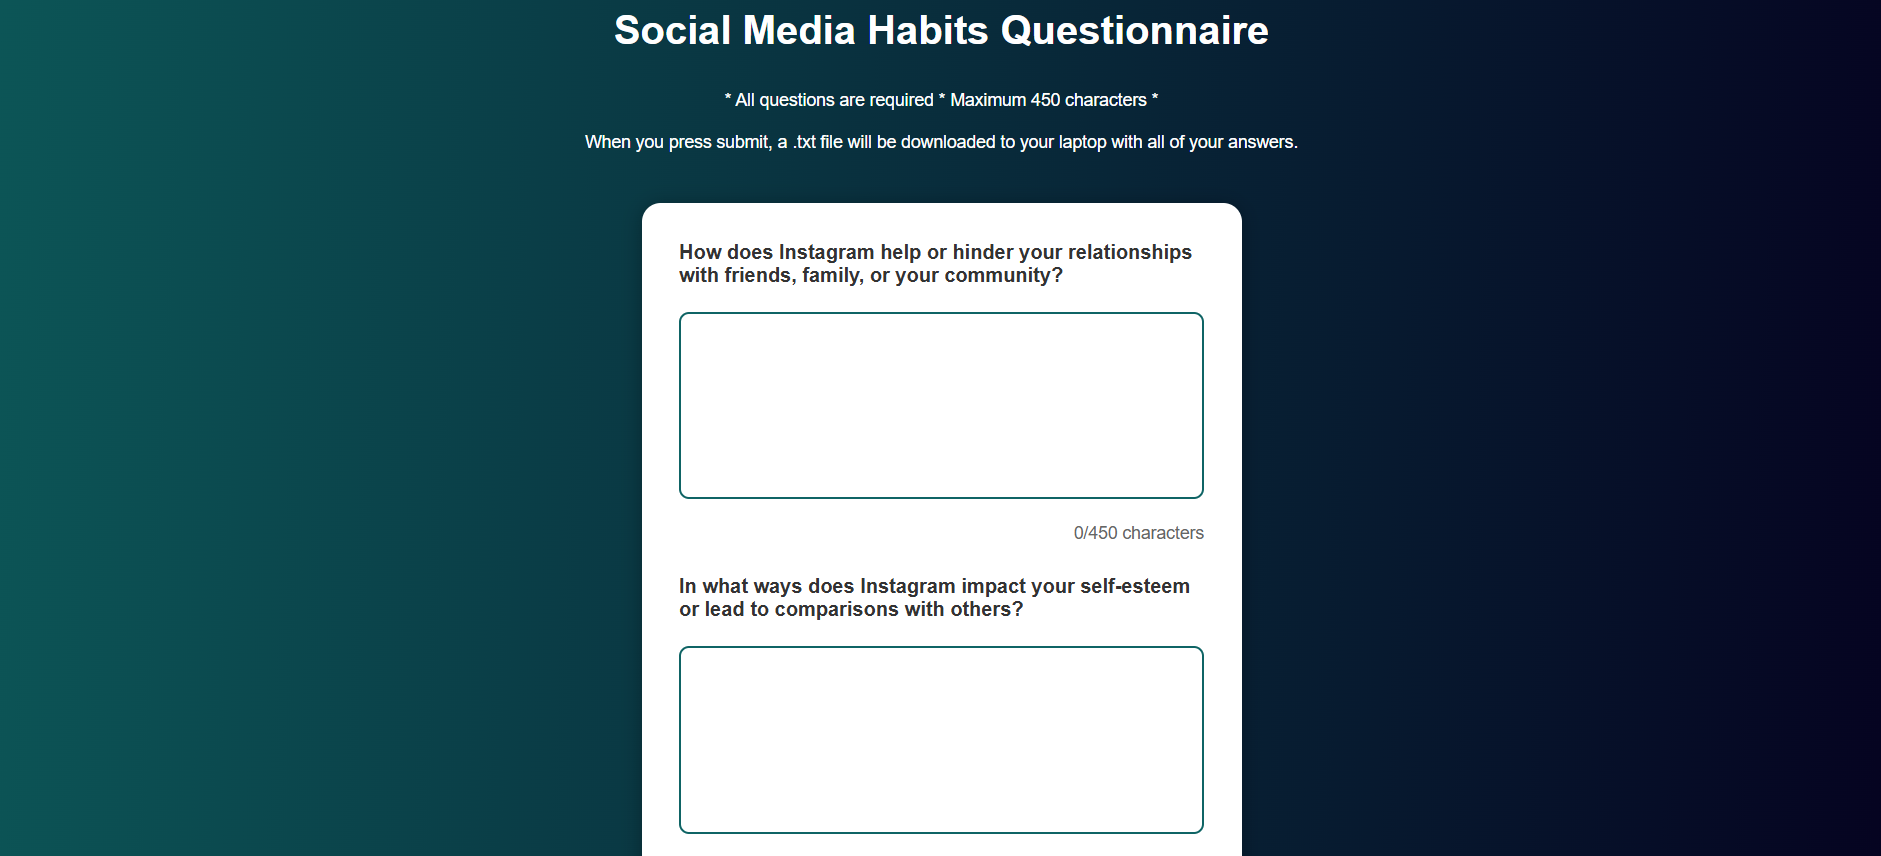 Social Media Habits Questionnaire
* All questions are required * Maximum 450 characters *
When you press submit, a .txt file will be downloaded to your laptop with all of your answers.
How does Instagram help or hinder your relationships
with friends, family, or your community?
0/450 characters
In what ways does Instagram impact your self-esteem
or lead to comparisons with others?